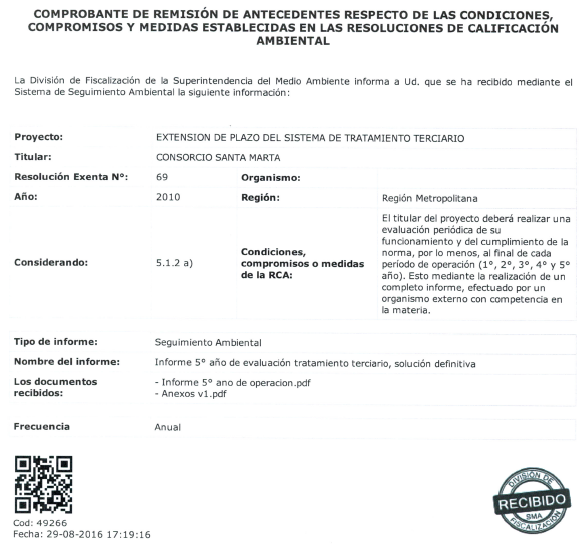 COMPROBANTE DE REMISIÓN DE ANTECEDENTES RESPECTO DE LAS CONDICIONES,
COMPROMISOS Y MEDIDAS ESTABLECIDAS EN LAS RESOLUCIONES DE CALIFICACIÓN
AMBIENTAL
La División de Fiscalización de la Superintendencia del Medio Ambiente informa a Ud. que se ha recibido mediante el
Sistema de Seguimiento Ambiental la siguiente información:
Proyecto: EXTENSION DE PLAZO DEL SISTEMA DE TRATAMIENTO TERCIARIO
Titular: CONSORCIO SANTA MARTA
Resolución Exenta N°: 69 Organismo:
Año: 2010 Región: Región Metropolitana
Considerando: 5.1.2 a)
Condiciones,
compromisos o medidas
de la RCA:
El titular del proyecto deberá realizar una
evaluación periódica de su
funcionamiento y del cumplimiento de la
norma, por lo menos, al final de cada
período de operación (1°, 2°, 3°, 4° y 5°
año). Esto mediante la realización de un
completo informe, efectuado por un
organismo externo con competencia en
la materia.
Tipo de informe: Seguimiento Ambiental
Nombre del informe: Informe 5° año de evaluación tratamiento terciario, solución definitiva
Los documentos
recibidos:
- Informe 5° ano de operacion.pdf
- Anexos v1.pdf
Frecuencia Anual
Cod: 49266
Fecha: 29-08-2016 17:19:16
DIVISIÓN DE
RECIBIDO
SMA
FISCALIZACIÓN